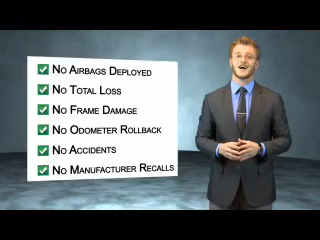 No Airbags Deployed
No Total Loss
No Frame Damage
No Odometer Rollback
No Accidents
No Manufacturer Recalls